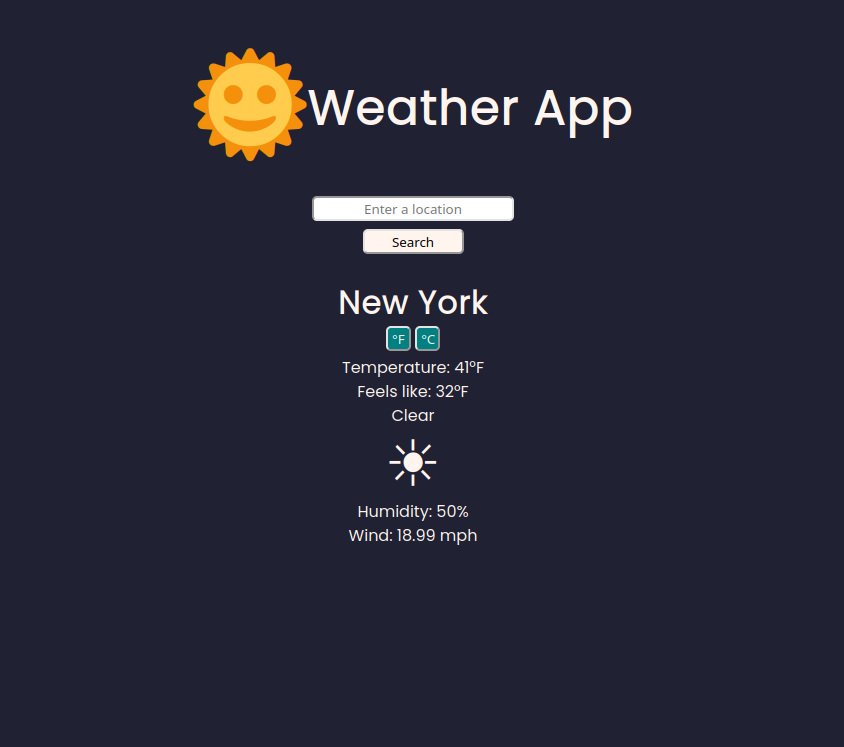 Weather App
Enter a location
Search
New York
°F °C
Temperature: 41°F
Feels like: 32°F
Clear
Humidity: 50%
Wind: 18.99 mph